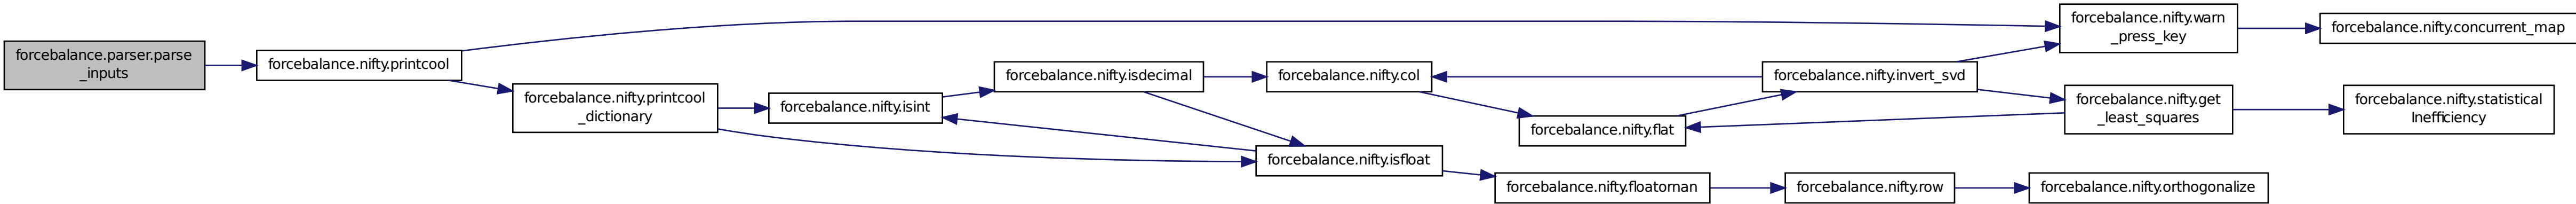 forcebalance.parser.parse
_inputs
forcebalance.nifty.printcool
forcebalance.nifty.printcool
_dictionary
forcebalance.nifty.isint
forcebalance.nifty.isdecimal
forcebalance.nifty.isfloat
forcebalance.nifty.col
forcebalance.nifty.flat
forcebalance.nifty.floatornan
forcebalance.nifty.invert_svd
forcebalance.nifty.row
forcebalance.nifty.warn
_press_key
forcebalance.nifty.get
_least_squares
forcebalance.nifty.orthogonalize
forcebalance.nifty.concurrent_map
forcebalance.nifty.statistical
Inefficiency